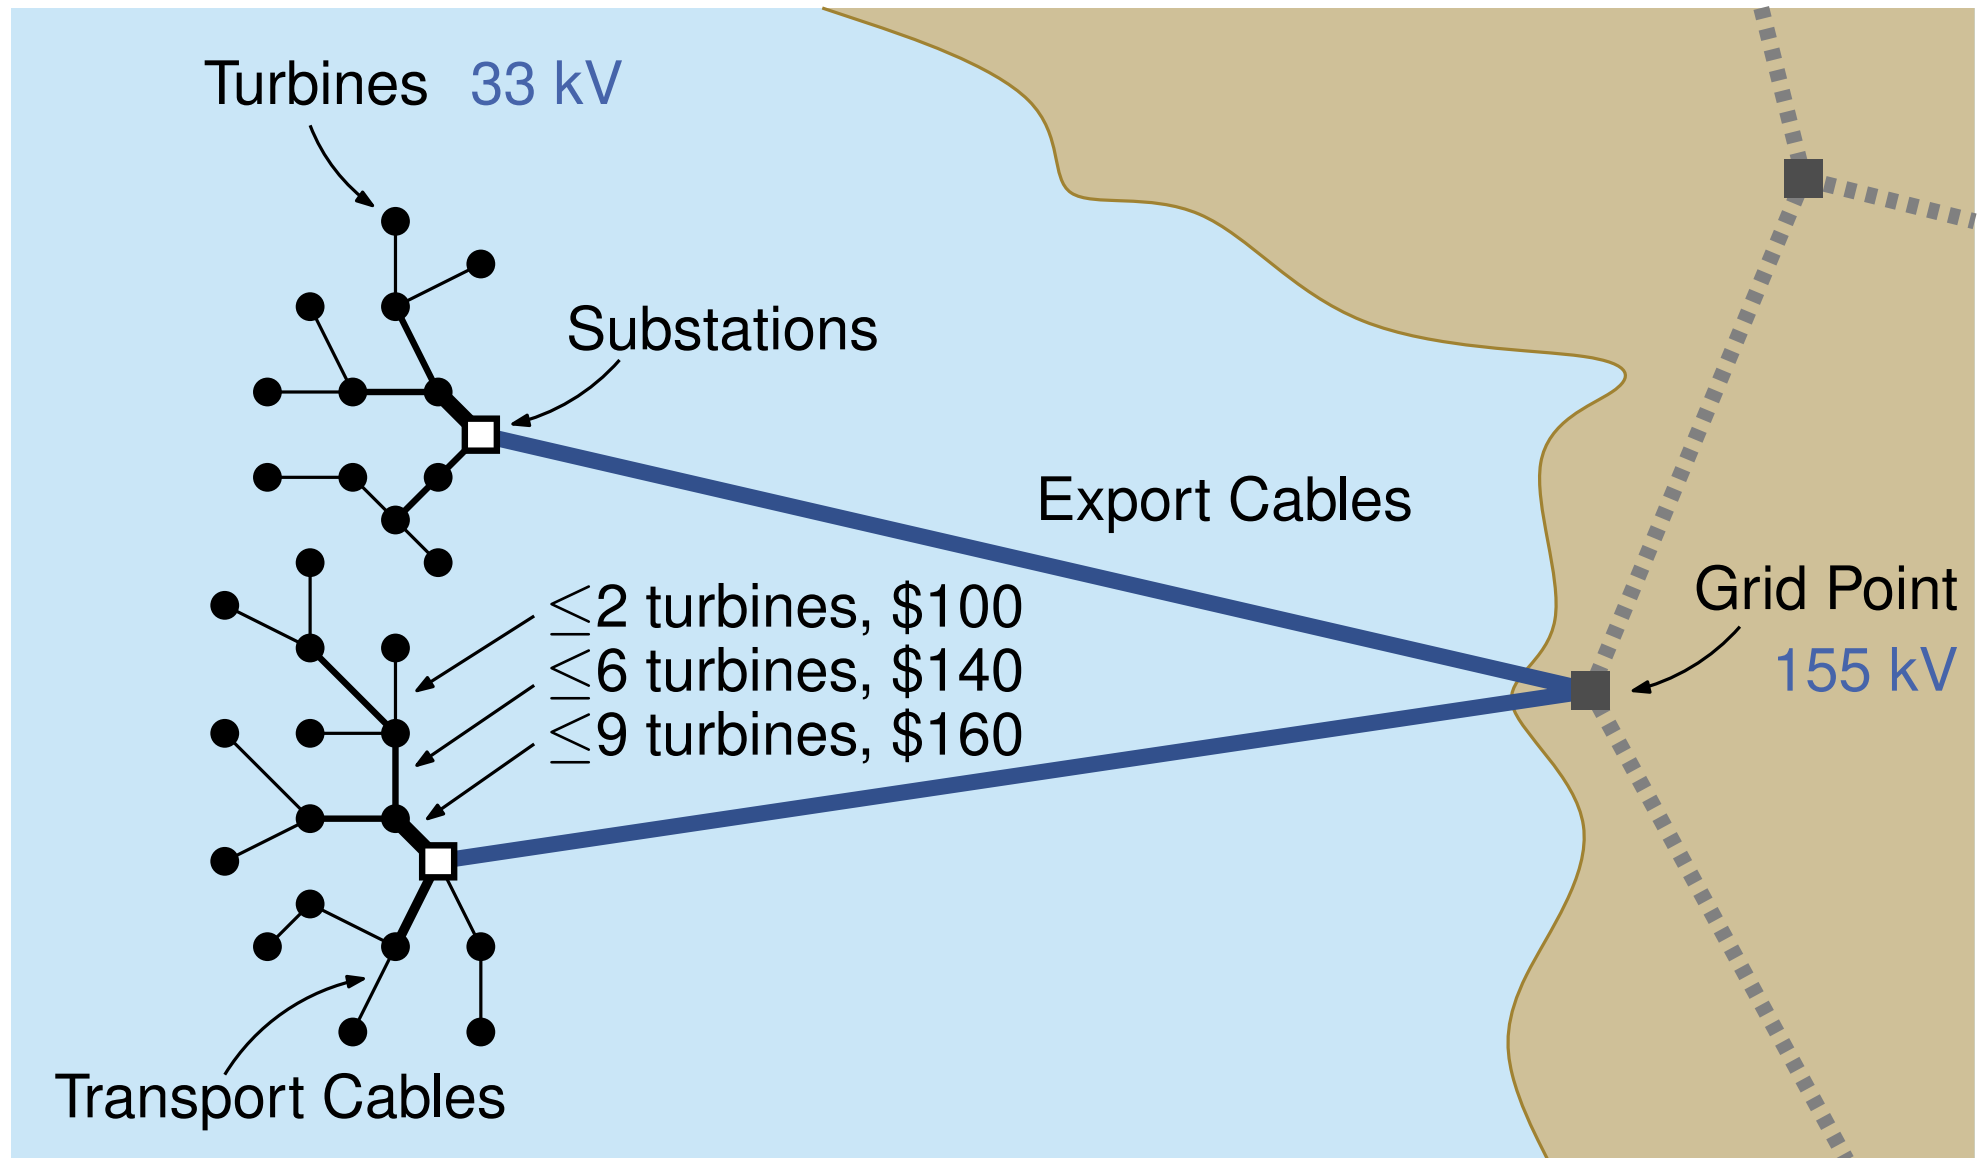 Turbines 33 kV
Substations
Export Cables
≤2 turbines, $100
≤6 turbines, $140
≤9 turbines, $160
Grid Point
155 kV
Transport Cables